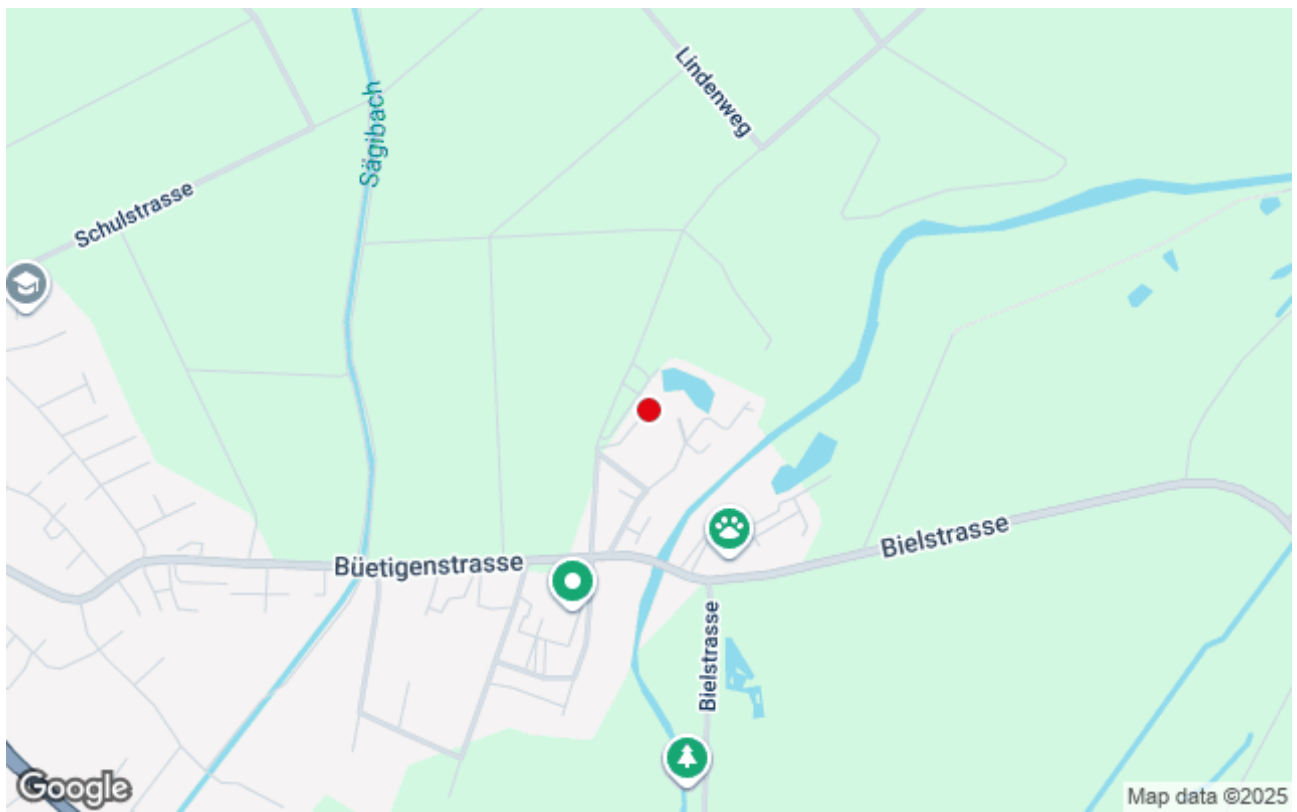 Lindenweg
Sägibach
Schulstrasse
Bielstrasse
Büetigenstrasse
Bielstrasse
Google
Map data ©2025